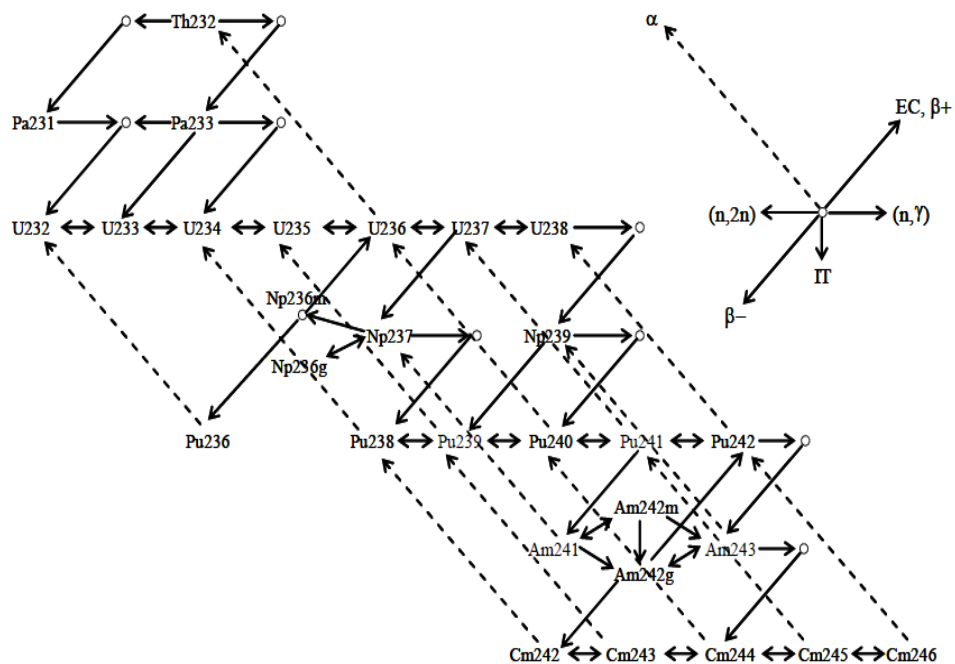 Th232
α
Pa231 Pa233
EC, β+
U232 U233 U234 U235 U236 U237 U238
(n,2n) (n,γ)
IT
Np236m
β−
Np237 Np239
Np236g
Pu236 Pu238 Pu239 Pu240 Pu241 Pu242
Am242m
Am241 Am243
Am242g
Cm242 Cm243 Cm244 Cm245 Cm246